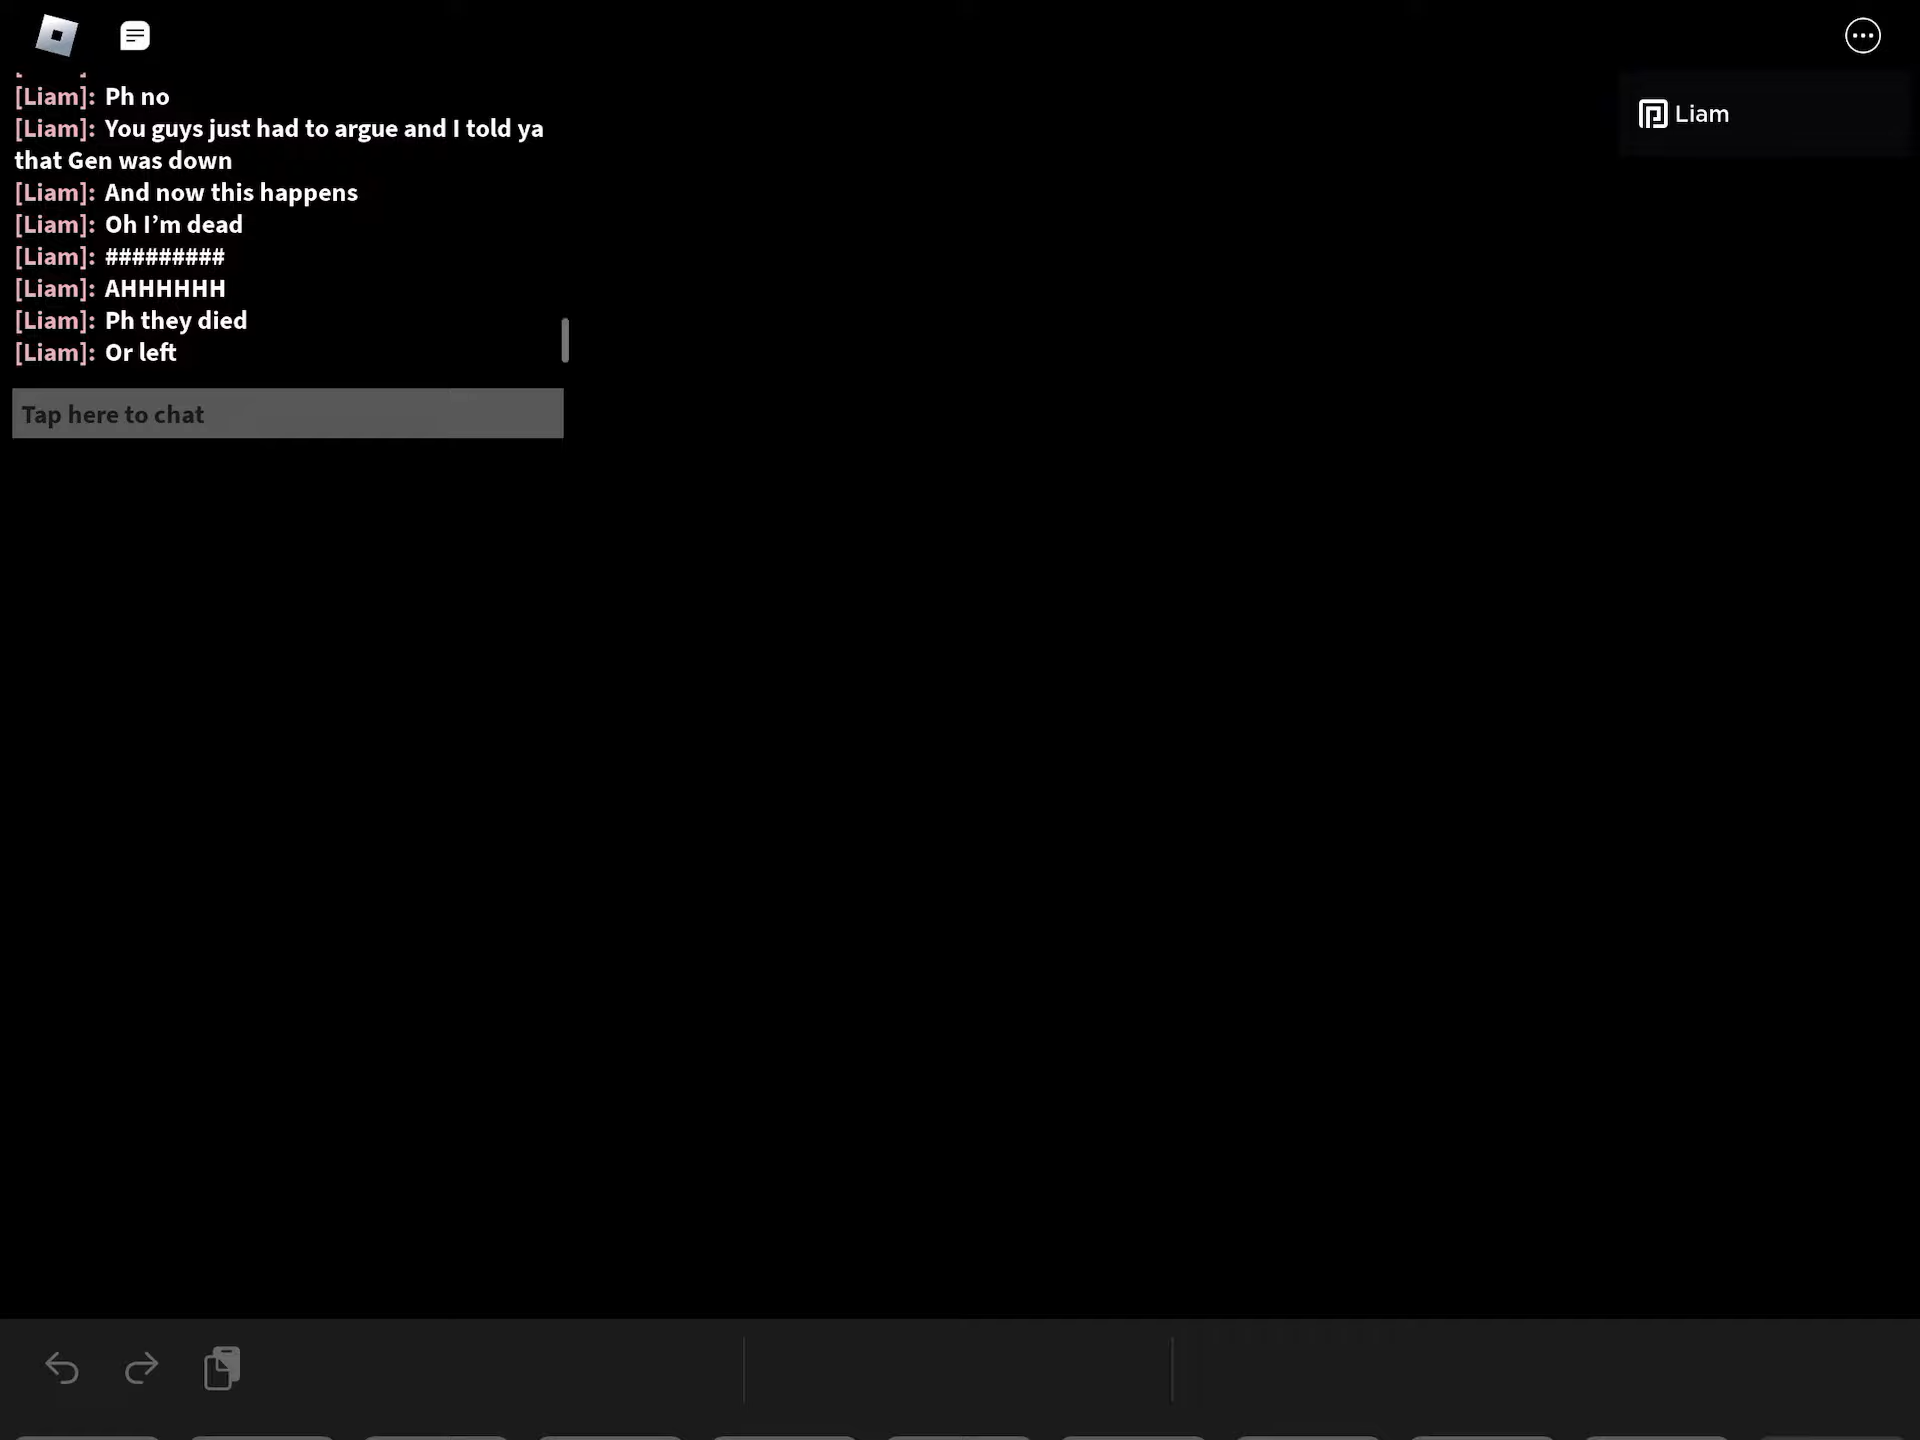 [Liam]: Ph no
Liam
[Liam]: You guys just had to argue and I told ya
that Gen was down
[Liam]: And now this happens
[Liam]: Oh I’m dead
[Liam]: #########
[Liam]: AHHHHHH
[Liam]: Ph they died
[Liam]: Or left
Tap here to chat